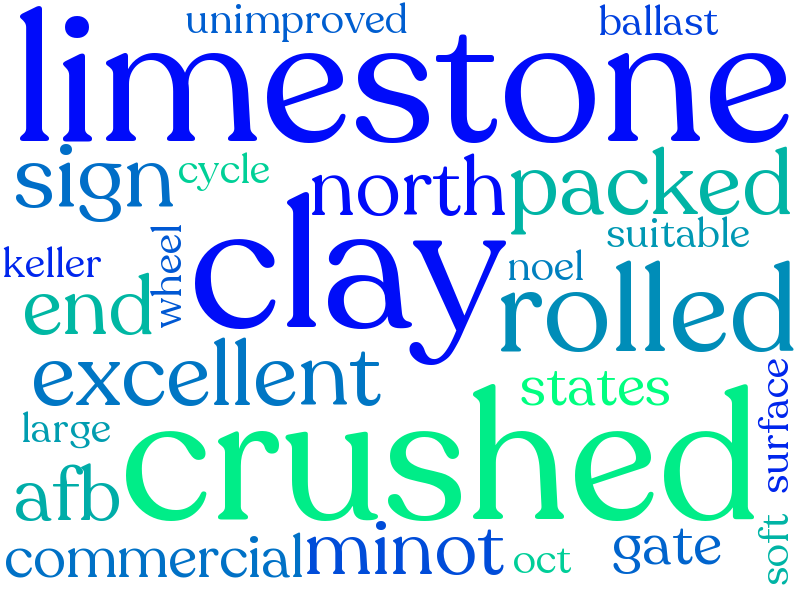 unimproved
ballast
limestone
sign
cycle
north
packed
keller
wheel
clay
suitable
noel
end
rolled
excellent
states
large
crushed
surface
afb
commercial
minot
oct
gate
soft